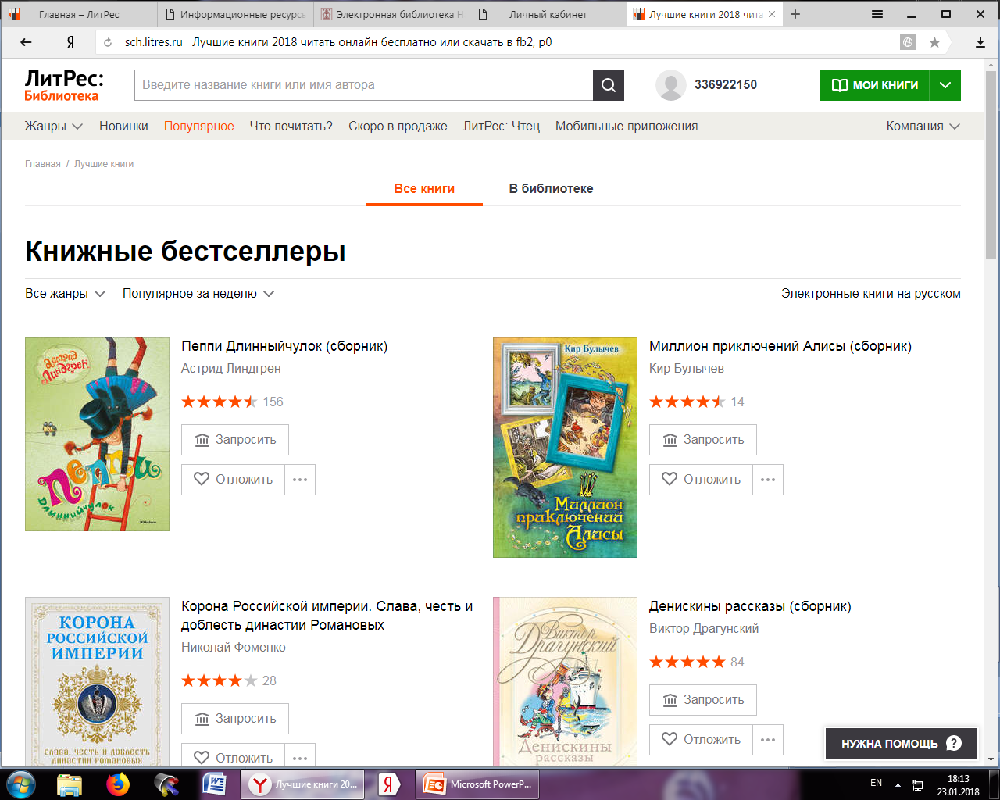 Главная – ЛитРес
Информационные ресурсы
Электронная библиотека Н
Личный кабинет
Лучшие книги 2018 чита
Я
sch.litres.ru Лучшие книги 2018 читать онлайн бесплатно или скачать в fb2, p0
ЛитРес:
Библиотека
Введите название книги или имя автора
336922150
МОИ КНИГИ
Жанры Новинки Популярное Что почитать? Скоро в продаже ЛитРес: Чтец Мобильные приложения Компания
Главная / Лучшие книги
Все книги В библиотеке
Книжные бестселлеры
Все жанры Популярное за неделю Электронные книги на русском
Астрид
Линдгрен
Пеппи
Длинныйчулок
Пеппи Длинныйчулок (сборник)
Астрид Линдгрен
156
Запросить
Отложить ...
Кир Булычев
Миллион
приключений
Алисы
Миллион приключений Алисы (сборник)
Кир Булычев
14
Запросить
Отложить ...
КОРОНА
РОССИЙСКОЙ
ИМПЕРИИ
СЛАВА, ЧЕСТЬ И ДОБЛЕСТЬ
ДИНАСТИИ РОМАНОВЫХ
Корона Российской империи. Слава, честь и
доблесть династии Романовых
Николай Фоменко
28
Запросить
Отложить ...
Виктор
Драгунский
Денискины
рассказы
Денискины рассказы (сборник)
Виктор Драгунский
84
Запросить
Отложить ...
НУЖНА ПОМОЩЬ ?
Лучшие книги 20...
Я
Microsoft PowerP...
EN
18:13
23.01.2018